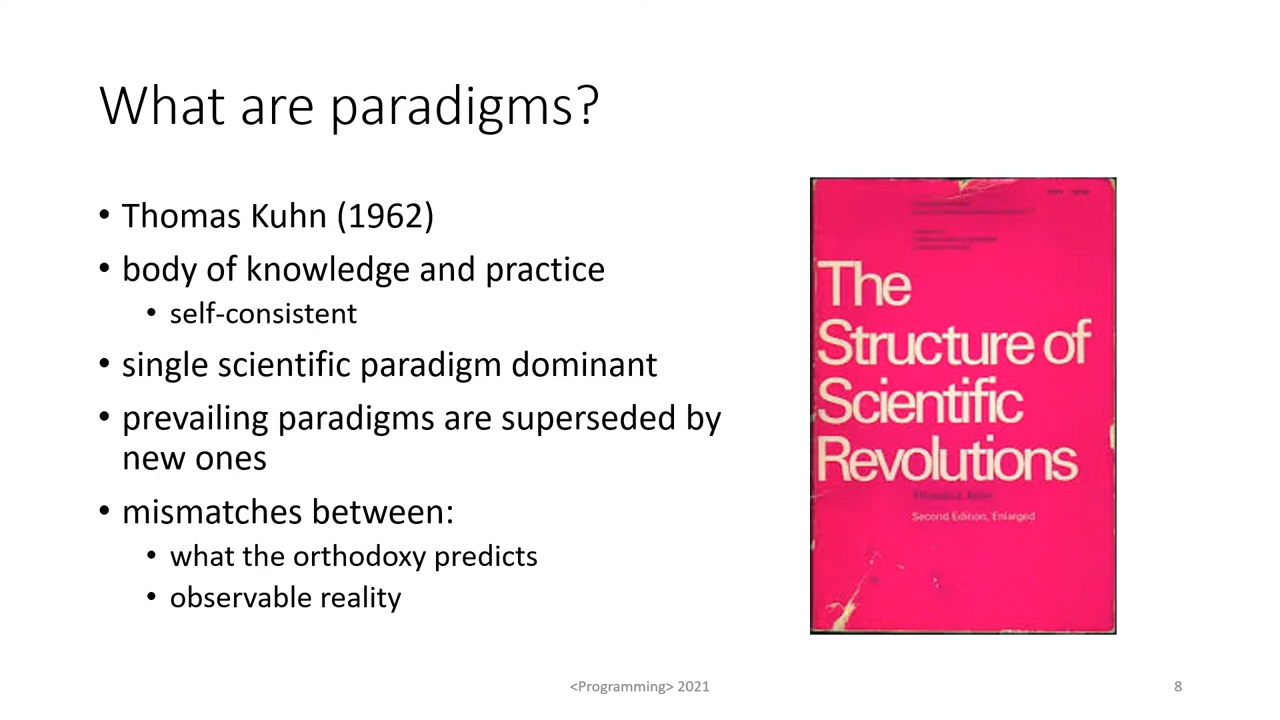 What are paradigms?
• Thomas Kuhn (1962)
• body of knowledge and practice
• self-consistent
• single scientific paradigm dominant
• prevailing paradigms are superseded by
new ones
• mismatches between:
• what the orthodoxy predicts
• observable reality
The
Structure of
Scientific
Revolutions
Second Edition, Enlarged
<Programming> 2021
8